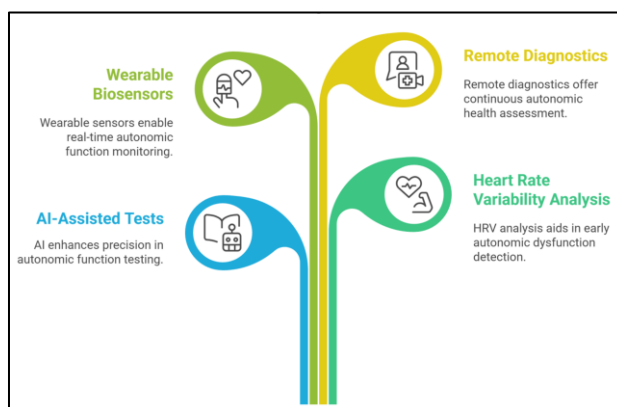 Wearable
Biosensors
Wearable sensors enable
real-time autonomic
function monitoring.
Remote Diagnostics
Remote diagnostics offer
continuous autonomic
health assessment.
AI-Assisted Tests
AI enhances precision in
autonomic function testing.
Heart Rate
Variability Analysis
HRV analysis aids in early
autonomic dysfunction
detection.